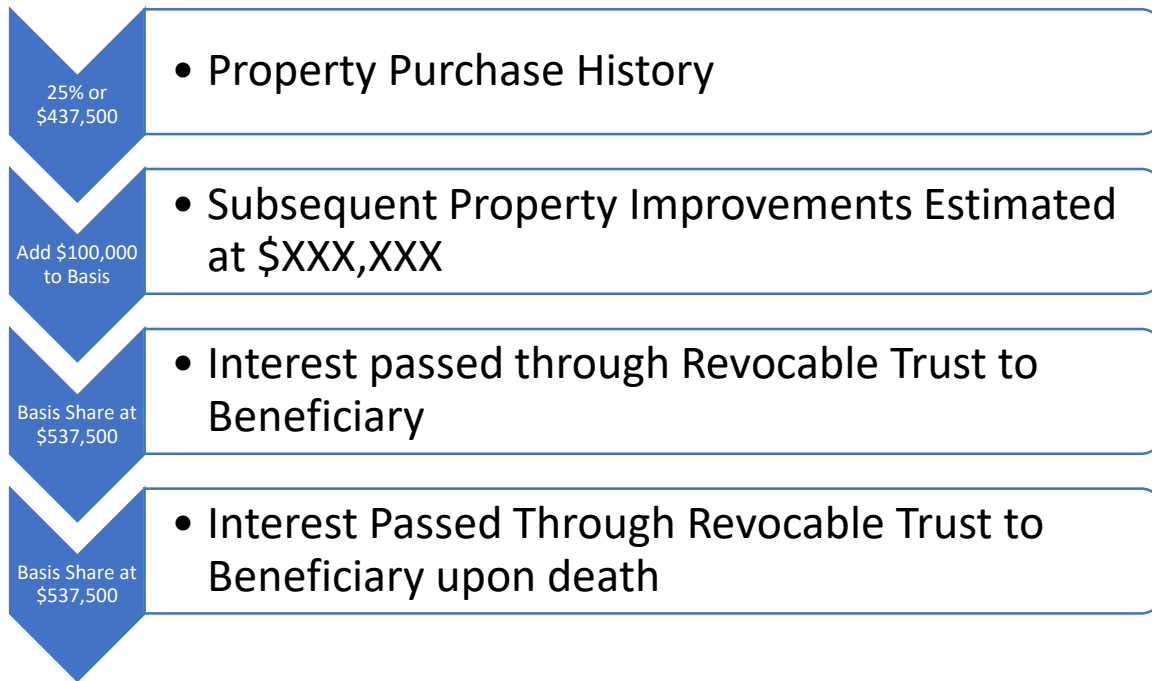 25% or
$437,500
• Property Purchase History
Add $100,000
to Basis
• Subsequent Property Improvements Estimated
at $XXX,XXX
Basis Share at
$537,500
• Interest passed through Revocable Trust to
Beneficiary
Basis Share at
$537,500
• Interest Passed Through Revocable Trust to
Beneficiary upon death